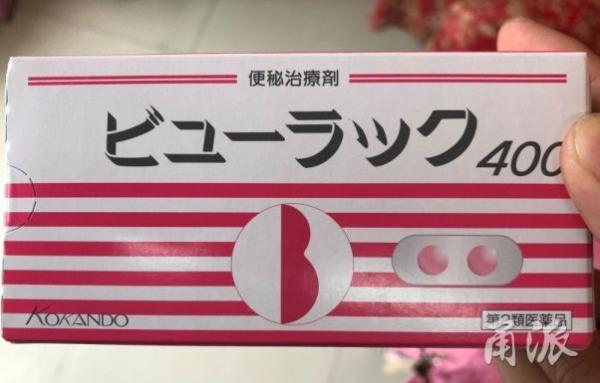 便秘治療剤
ビューラック
400
KOKANDO
第2類医薬品
甬派